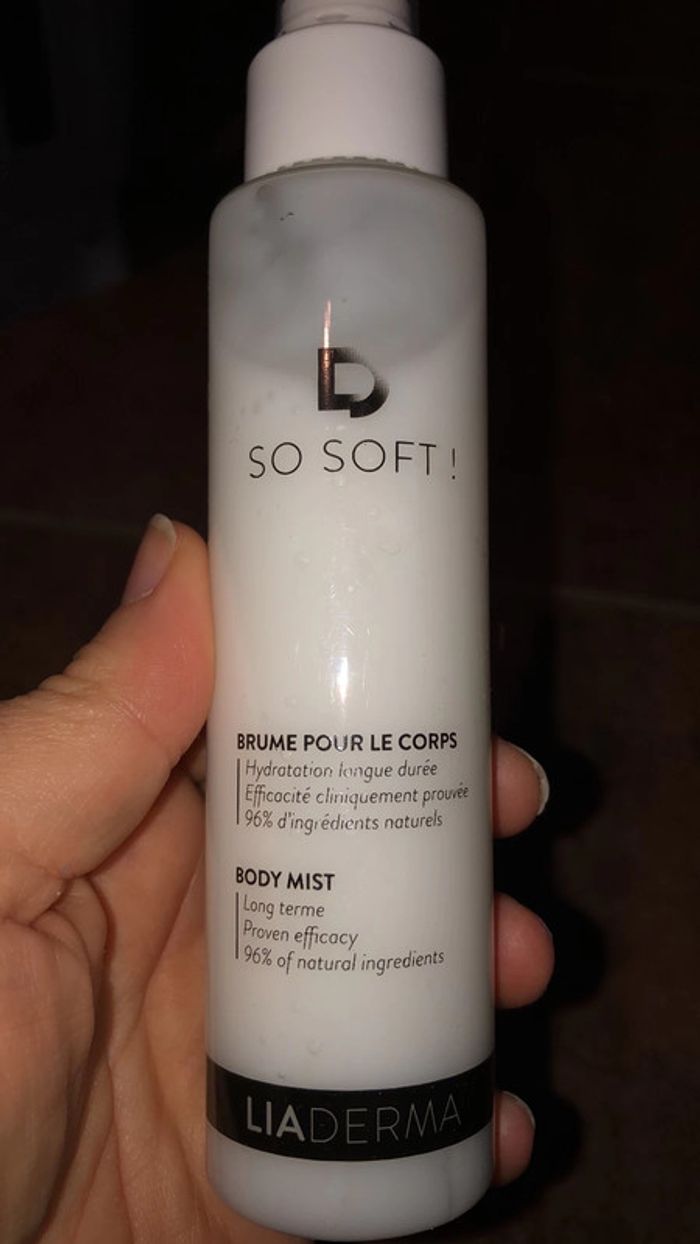 SO SOFT !
BRUME POUR LE CORPS
Hydratation longue durée
Efficacité cliniquement prouvée
96% d'ingrédients naturels
BODY MIST
Long terme
Proven efficacy
96% of natural ingredients
LIADERMA